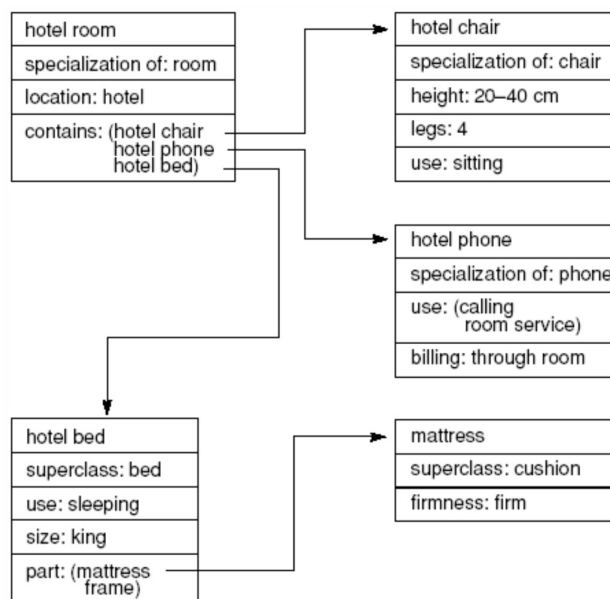 hotel room
specialization of: room
location: hotel
contains: (hotel chair
hotel phone
hotel bed)
hotel chair
specialization of: chair
height: 20–40 cm
legs: 4
use: sitting
hotel phone
specialization of: phone
use: (calling
room service)
billing: through room
hotel bed
superclass: bed
use: sleeping
size: king
part: (mattress
frame)
mattress
superclass: cushion
firmness: firm